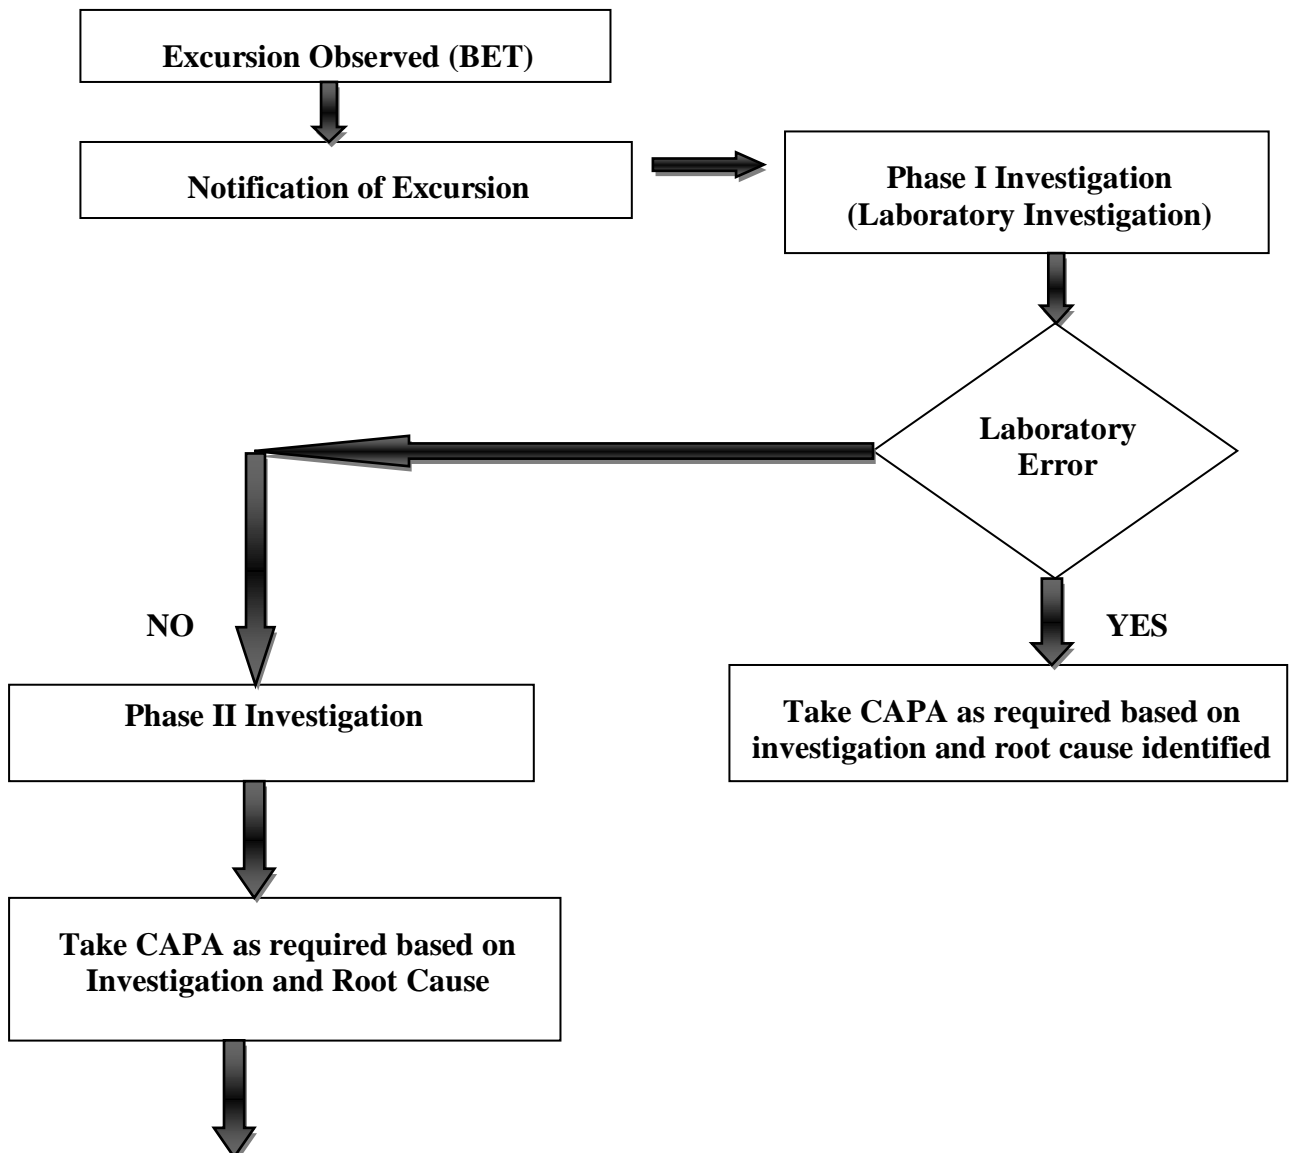 Excursion Observed (BET)
Notification of Excursion
Phase I Investigation
(Laboratory Investigation)
Laboratory
Error
NO
YES
Phase II Investigation
Take CAPA as required based on
investigation and root cause identified
Take CAPA as required based on
Investigation and Root Cause